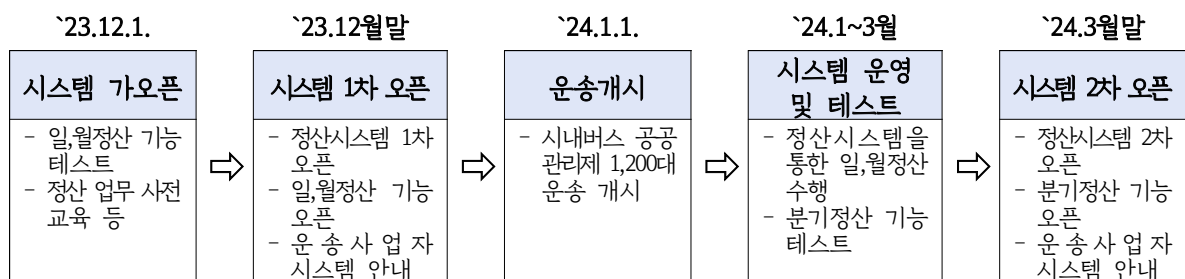 `23.12.1.
시스템 가오픈
- 일,월정산 기능
테스트
- 정산 업무 사전
교육 등
`23.12월말
시스템 1차 오픈
- 정산시스템 1차
오픈
- 일,월정산 기능
오픈
- 운송사업자
시스템 안내
`24.1.1.
운송개시
- 시내버스 공공
관리제 1,200대
운송 개시
`24.1~3월
시스템 운영
및 테스트
- 정산시스템을
통한 일,월정산
수행
- 분기정산 기능
테스트
`24.3월말
시스템 2차 오픈
- 정산시스템 2차
오픈
- 분기정산 기능
오픈
- 운송사업자
시스템 안내